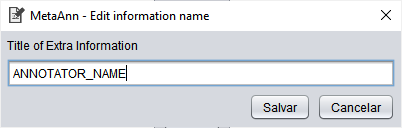 MetaAnn - Edit information name
Title of Extra Information
ANNOTATOR_NAME
Salvar Cancelar